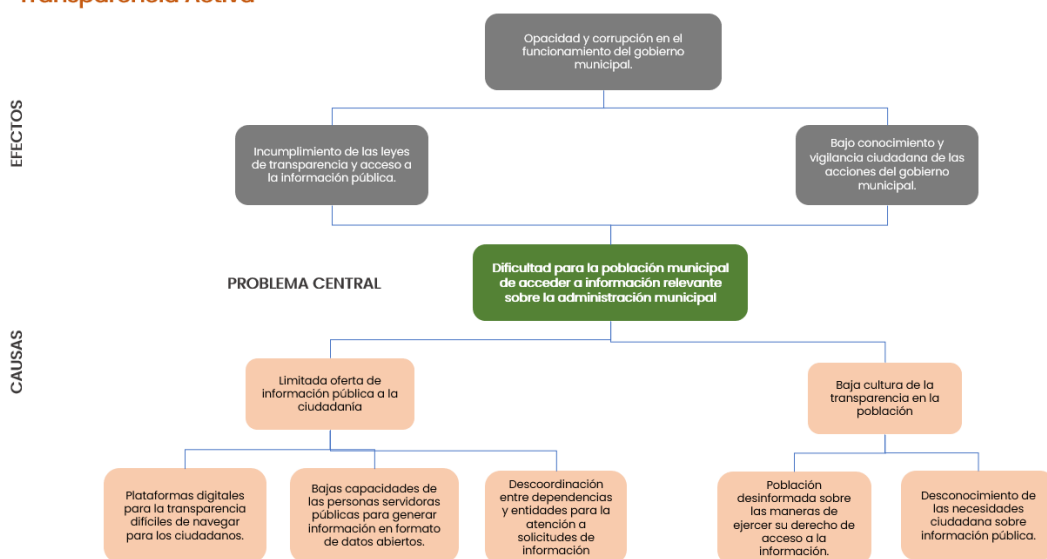 Transparencia Activa
Opacidad y corrupción en el
funcionamiento del gobierno
municipal.
EFECTOS
Incumplimiento de las leyes
de transparencia y acceso a
la información pública.
Bajo conocimiento y
vigilancia ciudadana de las
acciones del gobierno
municipal.
PROBLEMA CENTRAL
Dificultad para la población municipal
de acceder a información relevante
sobre la administración municipal
CAUSAS
Limitada oferta de
información pública a la
ciudadanía
Baja cultura de la
transparencia en la
población
Plataformas digitales
para la transparencia
difíciles de navegar
para los ciudadanos.
Bajas capacidades de
las personas servidoras
públicas para generar
información en formato
de datos abiertos.
Descoordinación
entre dependencias
y entidades para la
atención a
solicitudes de
información
Población
desinformada sobre
las maneras de
ejercer su derecho de
acceso a la
información.
Desconocimiento de
las necesidades
ciudadana sobre
información pública.